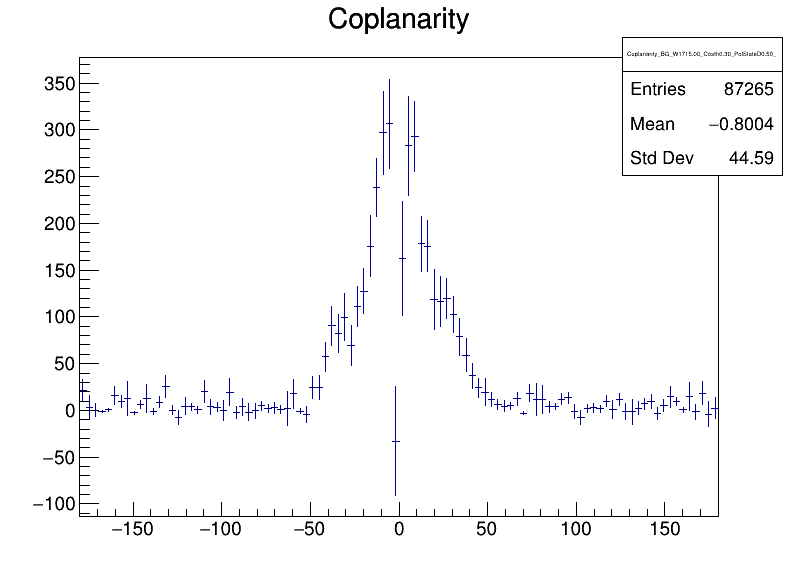 Coplanarity
Coplanarity_BG_W1715.00_Costh0.30_PolStateD0.50_
Entries 87265
Mean −0.8004
Std Dev 44.59
350
300
250
200
150
100
50
0
−50
−100
−150 −100 −50 0 50 100 150